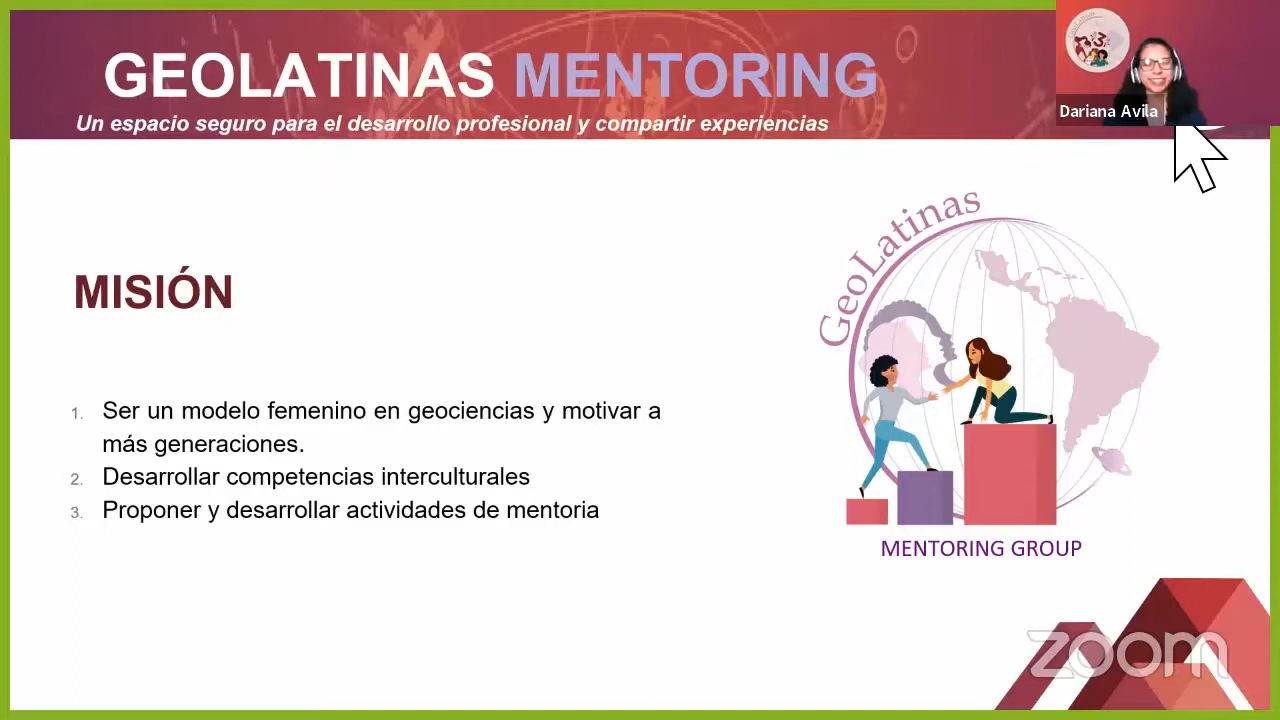 GEOLATINAS MENTORING
Un espacio seguro para el desarrollo profesional y compartir experiencias
Dariana Avila
GeoLatinas
MISIÓN
1. Ser un modelo femenino en geociencias y motivar a
más generaciones.
2. Desarrollar competencias interculturales
3. Proponer y desarrollar actividades de mentoria
MENTORING GROUP
zoom